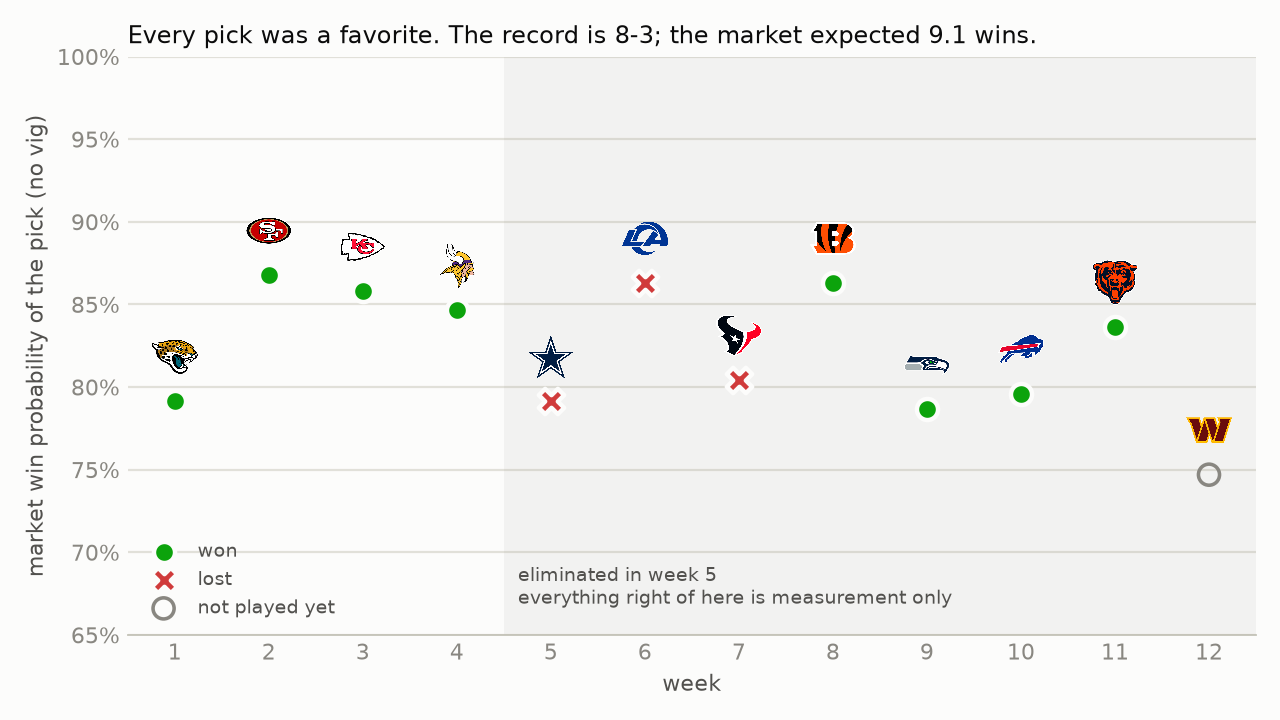 Every pick was a favorite. The record is 8-3; the market expected 9.1 wins.
market win probability of the pick (no vig)
100%
95%
90%
85%
80%
75%
70%
65%
SF
KC
LA
B
W
won
lost
not played yet
eliminated in week 5
everything right of here is measurement only
1 2 3 4 5 6 7 8 9 10 11 12
week